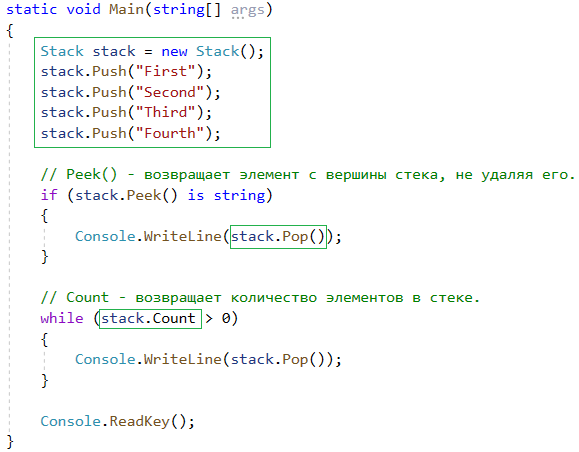 static void Main(string[] args)
{
Stack stack = new Stack();
stack.Push("First");
stack.Push("Second");
stack.Push("Third");
stack.Push("Fourth");
// Peek() - возвращает элемент с вершины стека, не удаляя его.
if (stack.Peek() is string)
{
Console.WriteLine(stack.Pop());
}
// Count - возвращает количество элементов в стеке.
while (stack.Count > 0)
{
Console.WriteLine(stack.Pop());
}
Console.ReadKey();
}